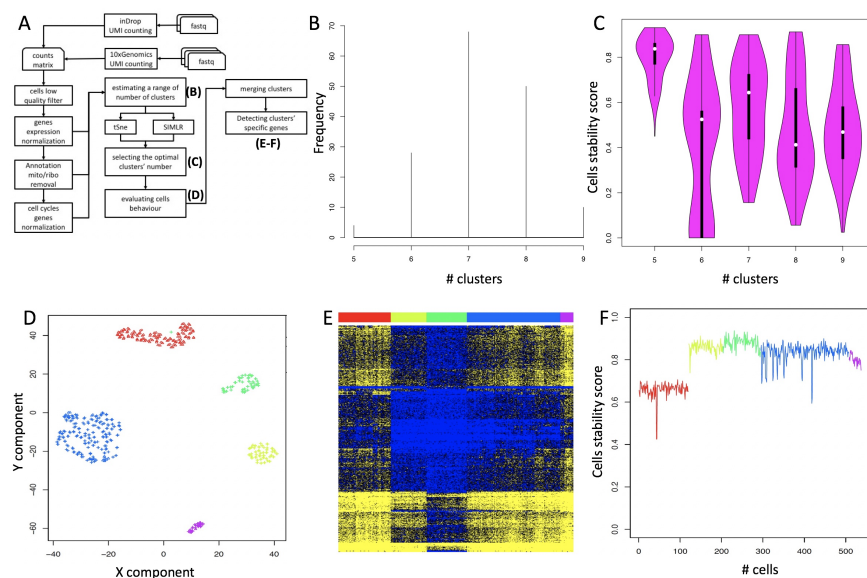 A
inDrop
UMI counting
fastq
counts
matrix
10xGenomics
UMI counting
fastq
cells low
quality filter
genes
expression
normalization
Annotation
mito/ribo
removal
cell cycles
genes
normalization
estimating a range of
number of clusters
(B)
tSne
SIMLR
selecting the optimal
clusters' number
(C)
(D)
evaluating cells
behaviour
merging clusters
Detecting clusters'
specific genes
(E-F)
B
Frequency
70
60
50
40
30
20
10
0
5
6
7
8
9
# clusters
C
Cells stability score
0.8
0.6
0.4
0.2
0.0
5
6
7
8
9
# clusters
D
Y component
40
20
0
−20
−40
−60
−40
−20
0
20
40
X component
E
F
Cells stability score
1.0
0.8
0.6
0.4
0.2
0.0
0
100
200
300
400
500
# cells